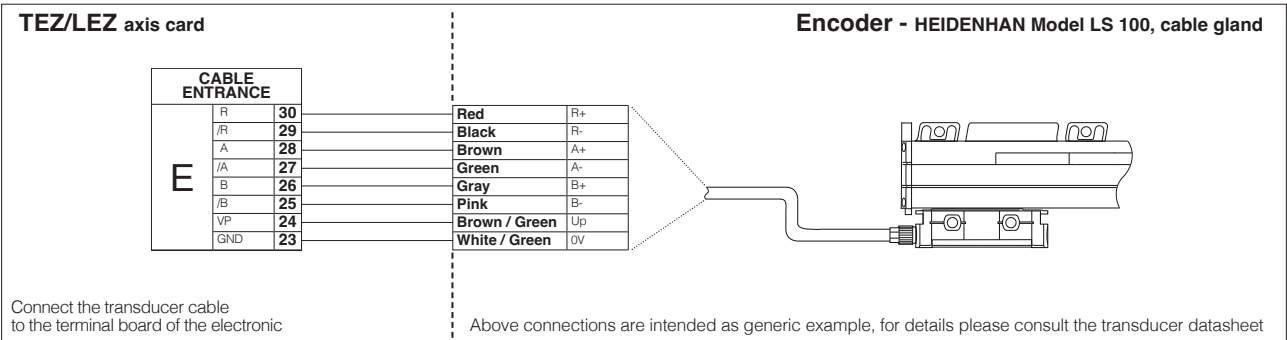 TEZ/LEZ axis card
Encoder - HEIDENHAN Model LS 100, cable gland
CABLE
ENTRANCE
E
R 30 Red R+
/R 29 Black R-
A 28 Brown A+
/A 27 Green A-
B 26 Gray B+
/B 25 Pink B-
VP 24 Brown / Green Up
GND 23 White / Green 0V
Connect the transducer cable
to the terminal board of the electronic
Above connections are intended as generic example, for details please consult the transducer datasheet